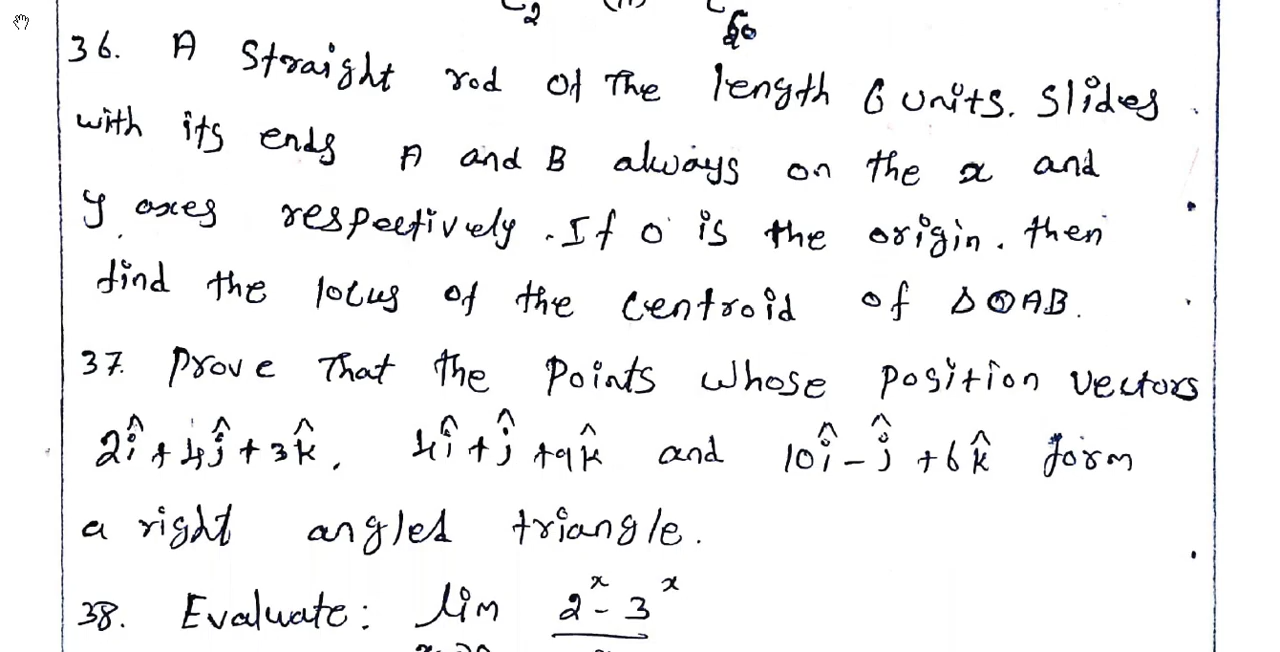 36. A straight rod of the length 6 units. slides
with its ends A and B always on the x and
y axes respectively. If O is the origin. then
find the locus of the centroid of ΔOAB.
37. Prove that the points whose position vectors
2î + 4ĵ + 3k̂, 4î + ĵ + 9k̂ and 10î - ĵ + 6k̂ form
a right angled triangle.
38. Evaluate: lim 2^x - 3^x